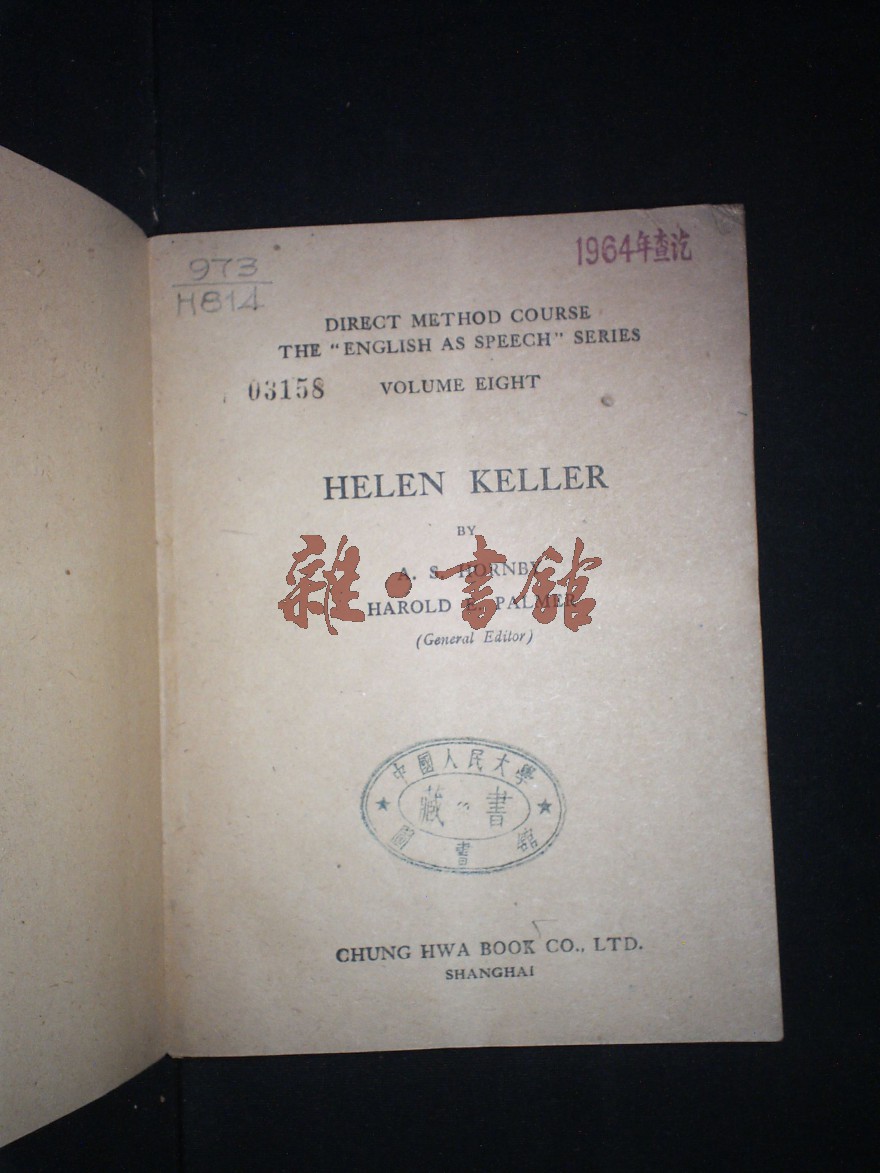 973
H814
1964年查讫
DIRECT METHOD COURSE
THE "ENGLISH AS SPEECH" SERIES
03158
VOLUME EIGHT
HELEN KELLER
BY
A. S. HORNBY
HAROLD E. PALMER
(General Editor)
雜·書館
中國人民大學
藏書
圖書館
CHUNG HWA BOOK CO., LTD.
SHANGHAI